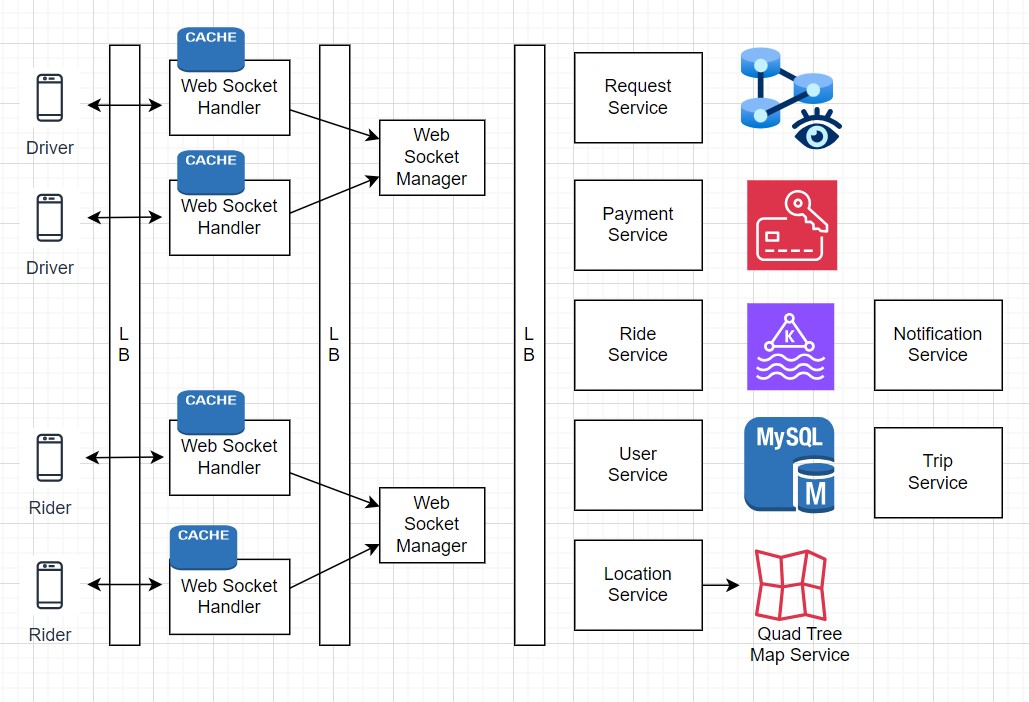 CACHE
Web Socket
Handler
Driver
CACHE
Web Socket
Handler
Driver
Web
Socket
Manager
L
B
L
B
L
B
CACHE
Web Socket
Handler
Rider
CACHE
Web Socket
Handler
Rider
Web
Socket
Manager
Request
Service
Payment
Service
Ride
Service
K
Notification
Service
User
Service
MySQL
M
Trip
Service
Location
Service
Quad Tree
Map Service